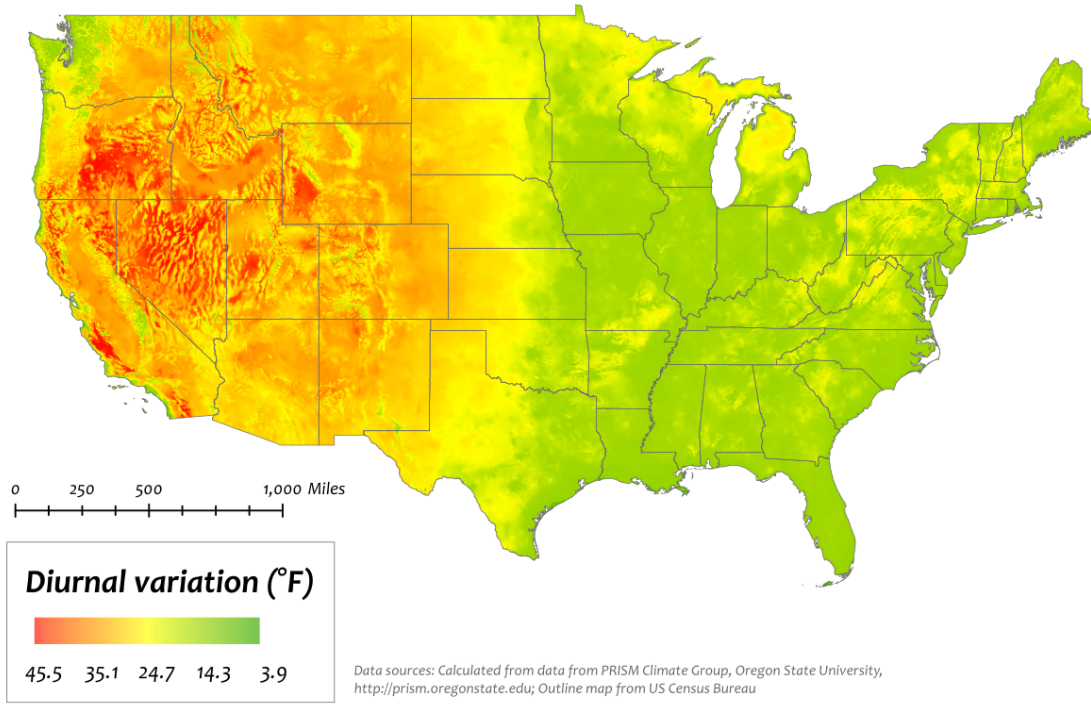 0 250 500 1,000 Miles
Diurnal variation (°F)
45.5 35.1 24.7 14.3 3.9
Data sources: Calculated from data from PRISM Climate Group, Oregon State University,
http://prism.oregonstate.edu; Outline map from US Census Bureau